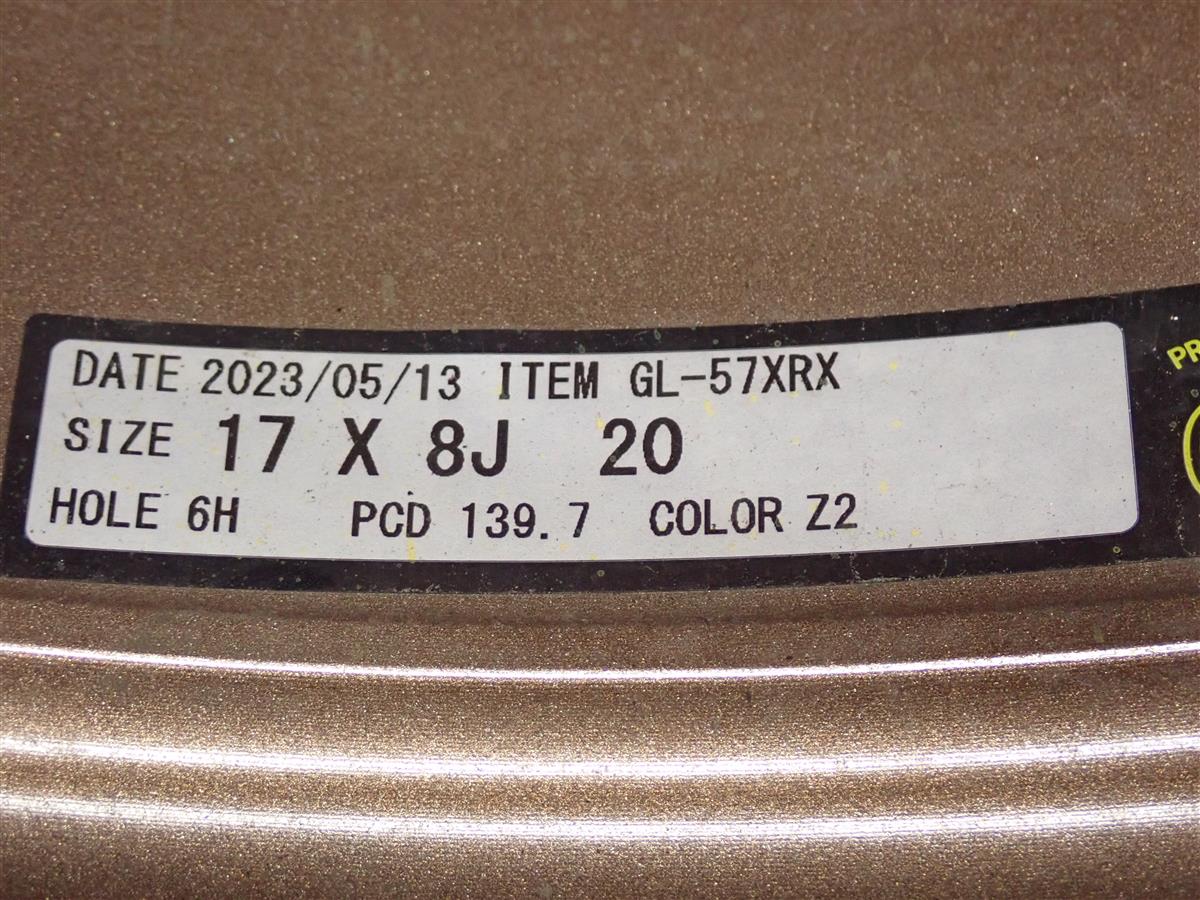 DATE 2023/05/13 ITEM GL-57XRX
SIZE 17 X 8J 20
HOLE 6H PCD 139.7 COLOR Z2